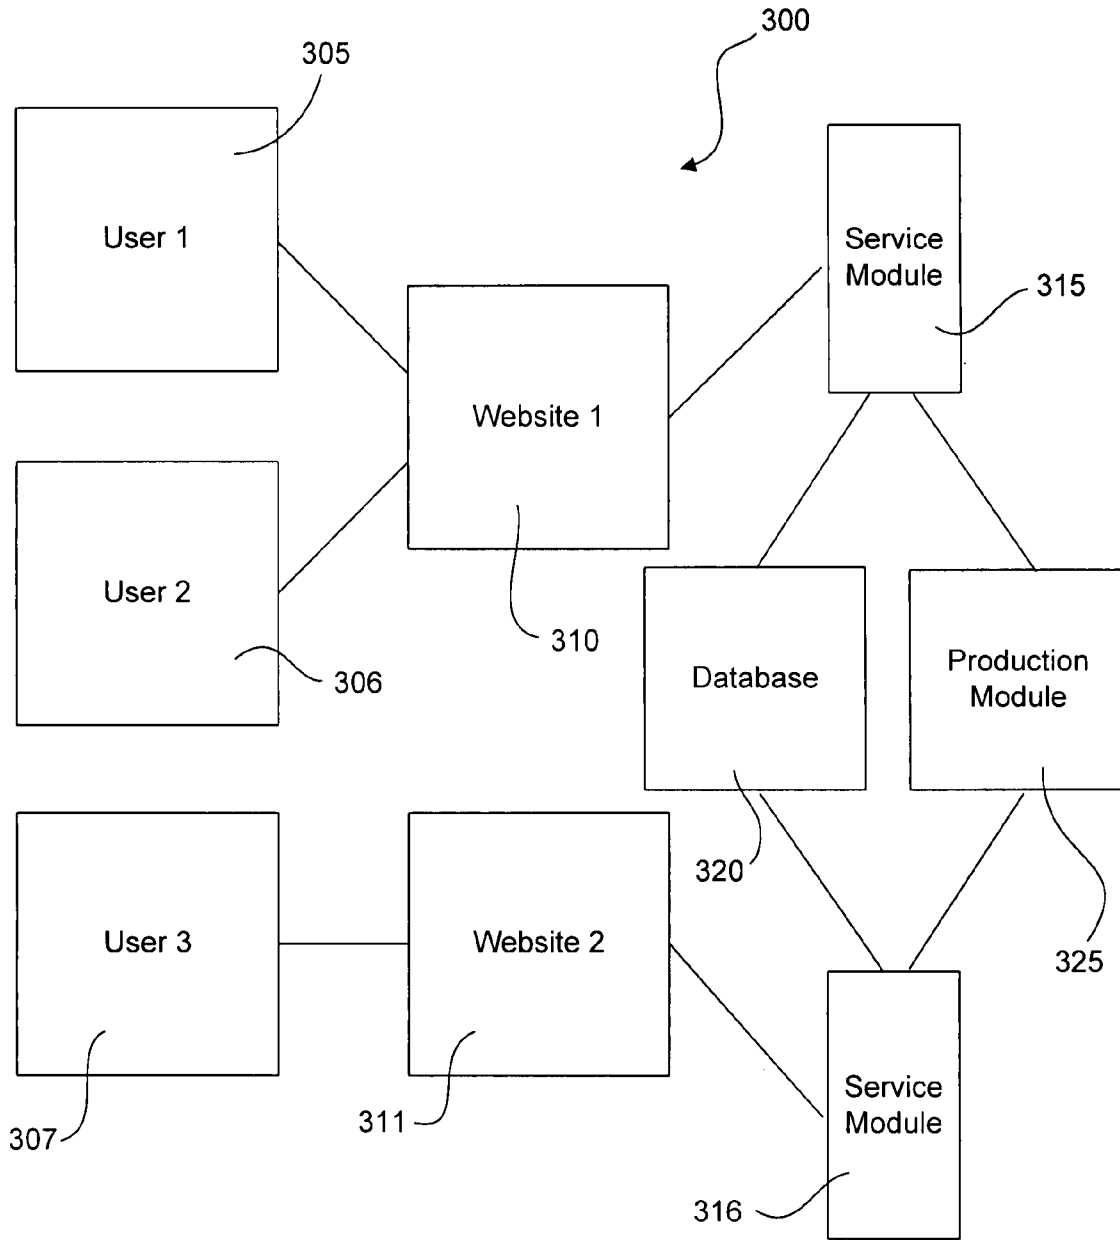 300
305
User 1
Service
Module
315
Website 1
User 2
310
306
Database
Production
Module
320
User 3
Website 2
325
307
311
Service
Module
316